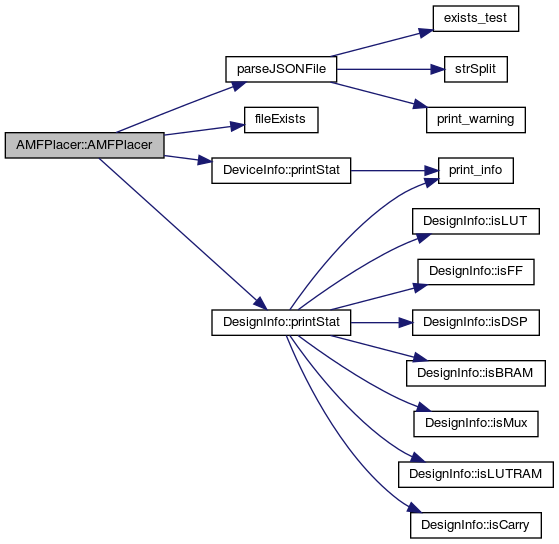 AMFPlacer::AMFPlacer
parseJSONFile
fileExists
DeviceInfo::printStat
DesignInfo::printStat
exists_test
strSplit
print_warning
print_info
DesignInfo::isLUT
DesignInfo::isFF
DesignInfo::isDSP
DesignInfo::isBRAM
DesignInfo::isMux
DesignInfo::isLUTRAM
DesignInfo::isCarry